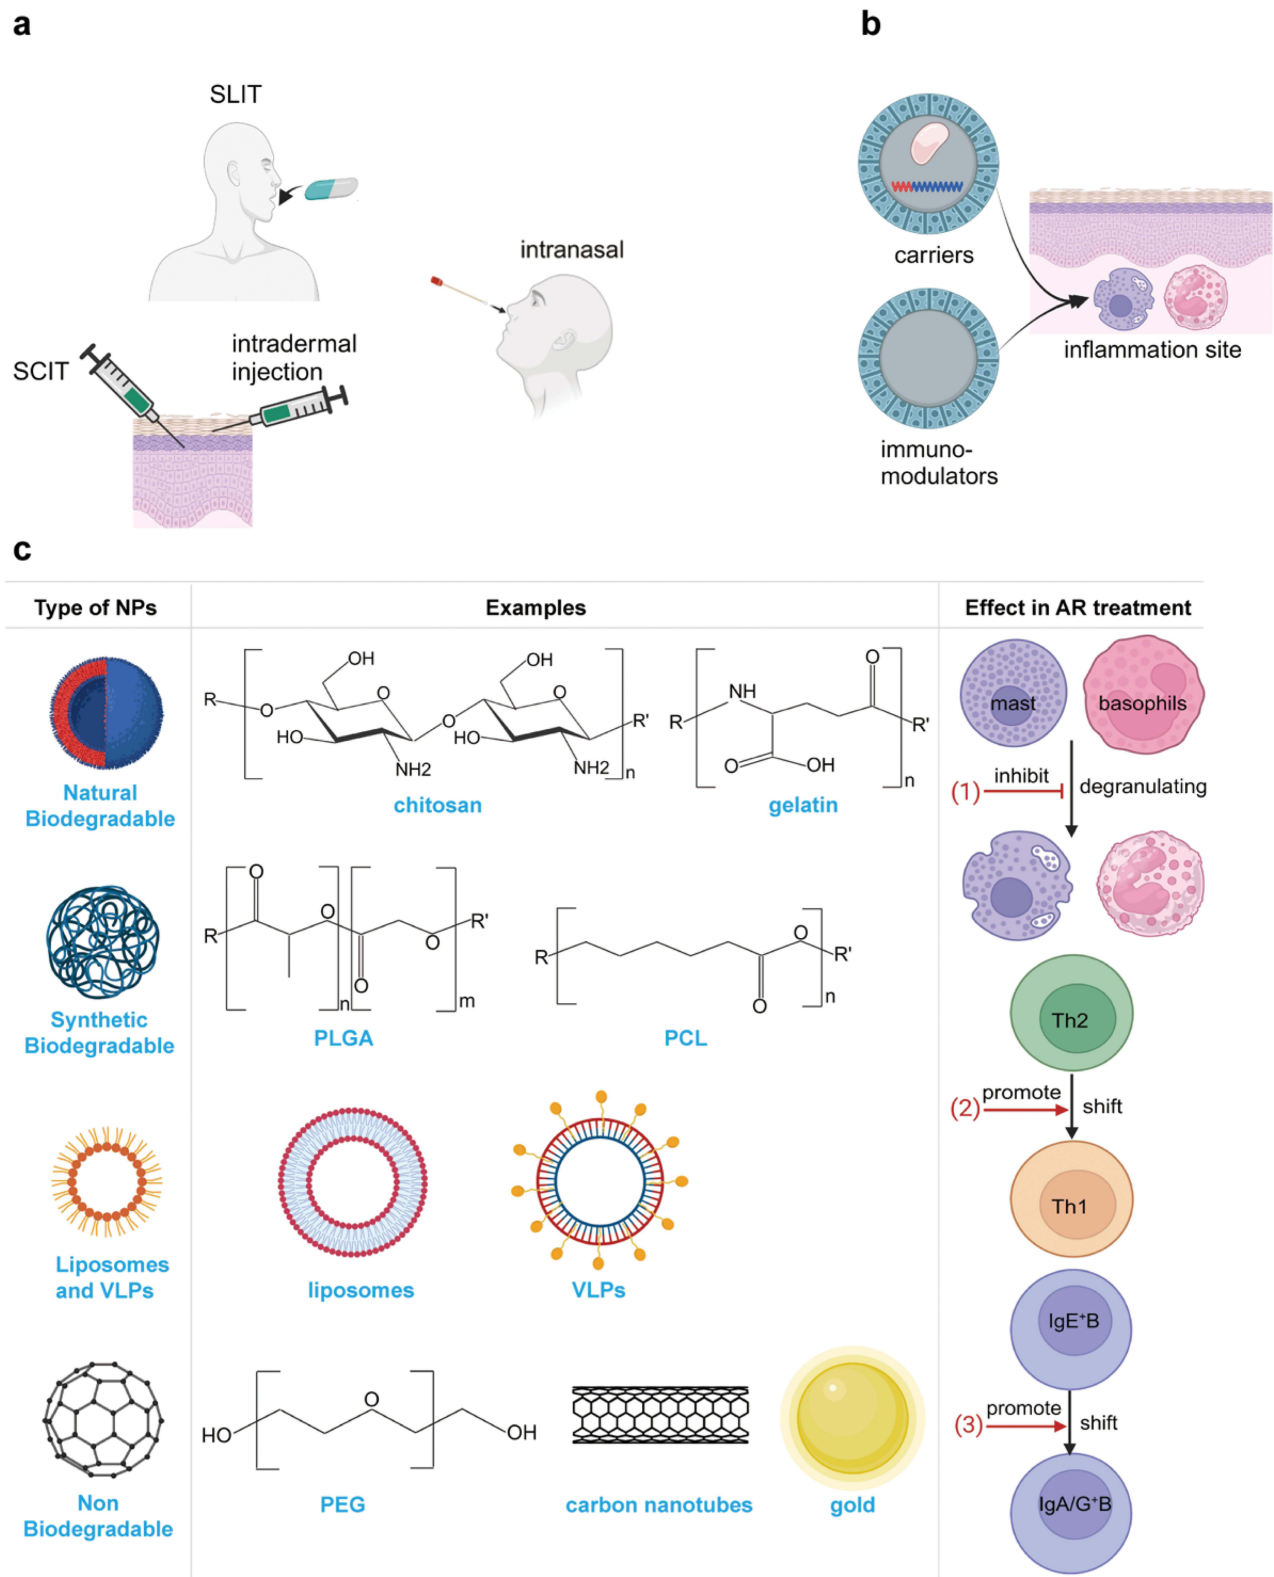 a
SLIT
intranasal
SCIT
intradermal
injection
b
carriers
immuno-
modulators
inflammation site
c
Type of NPs
Examples
Effect in AR treatment
Natural
Biodegradable
R
O
OH
O
HO
NH2
O
OH
O
HO
NH2
R'
n
chitosan
R
NH
O
O
OH
R'
n
gelatin
mast
basophils
(1)
inhibit
degranulating
Synthetic
Biodegradable
R
O
O
n
O
O
R'
m
PLGA
R
O
O
R'
n
PCL
Th2
(2)
promote
shift
Th1
Liposomes
and VLPs
liposomes
VLPs
IgE⁺B
(3)
promote
shift
IgA/G⁺B
Non
Biodegradable
HO
O
OH
PEG
carbon nanotubes
gold